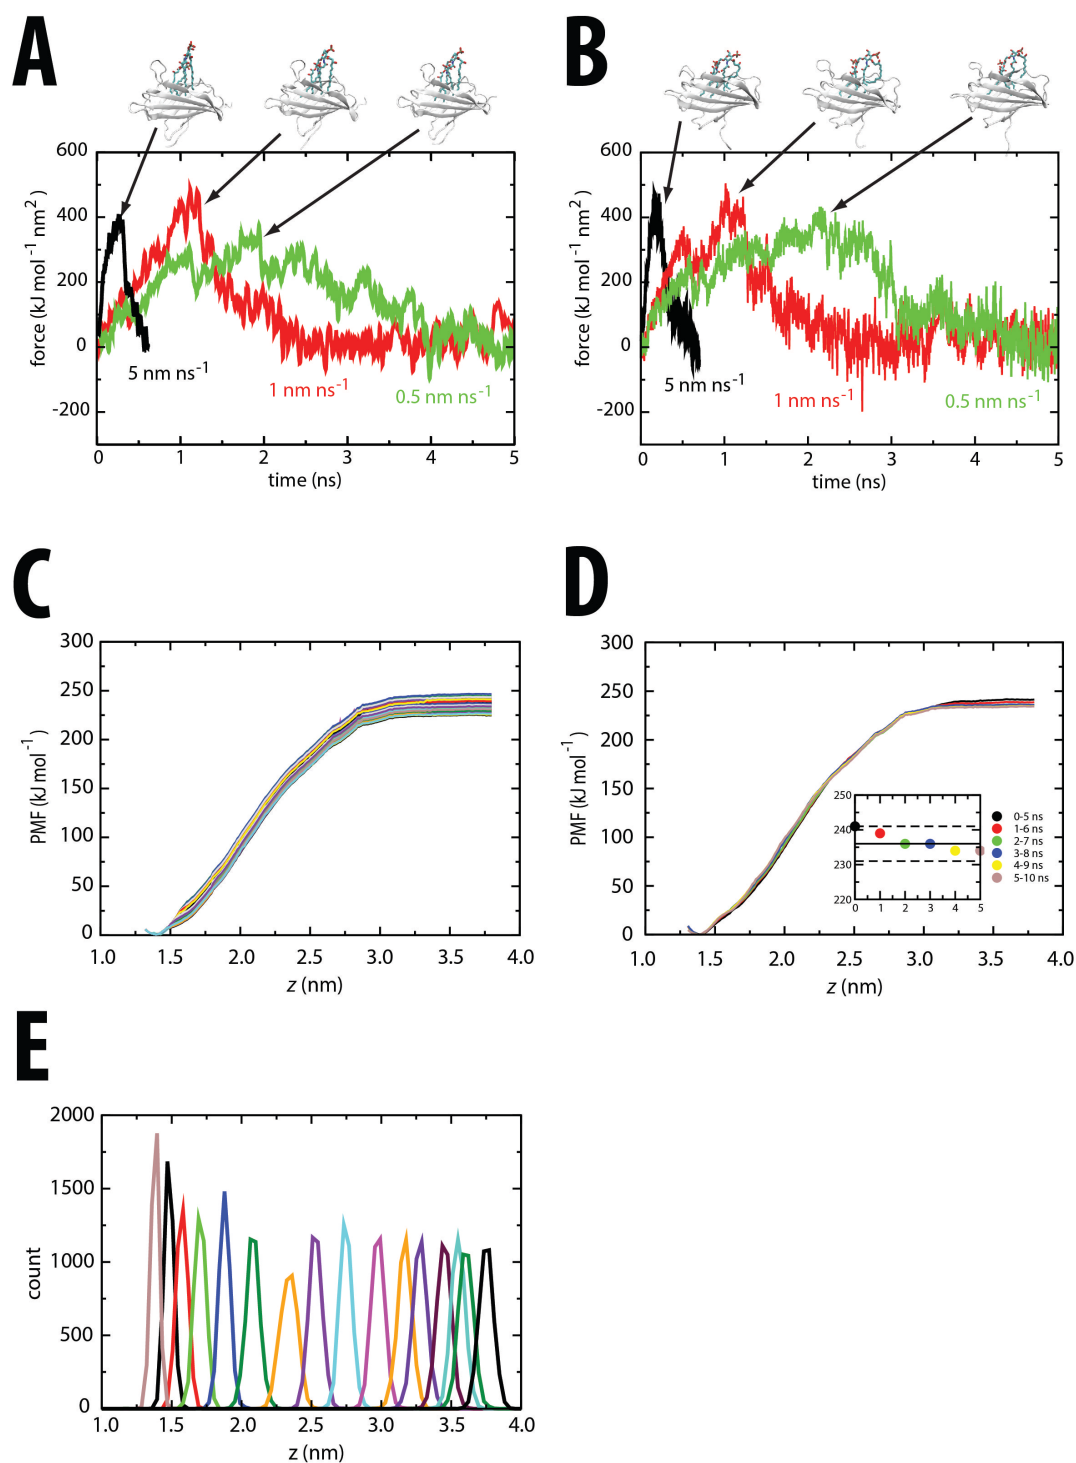 A
B
600
400
200
0
-200
force (kJ mol⁻¹ nm²)
5 nm ns⁻¹
1 nm ns⁻¹
0.5 nm ns⁻¹
0 1 2 3 4 5
time (ns)
600
400
200
0
-200
force (kJ mol⁻¹ nm²)
5 nm ns⁻¹
1 nm ns⁻¹
0.5 nm ns⁻¹
0 1 2 3 4 5
time (ns)
C
D
300
250
200
150
100
50
0
PMF (kJ mol⁻¹)
1.0 1.5 2.0 2.5 3.0 3.5 4.0
z (nm)
300
250
200
150
100
50
0
PMF (kJ mol⁻¹)
250
240
230
220
0 1 2 3 4 5
0-5 ns
1-6 ns
2-7 ns
3-8 ns
4-9 ns
5-10 ns
1.0 1.5 2.0 2.5 3.0 3.5 4.0
z (nm)
E
2000
1500
1000
500
0
count
1.0 1.5 2.0 2.5 3.0 3.5 4.0
z (nm)